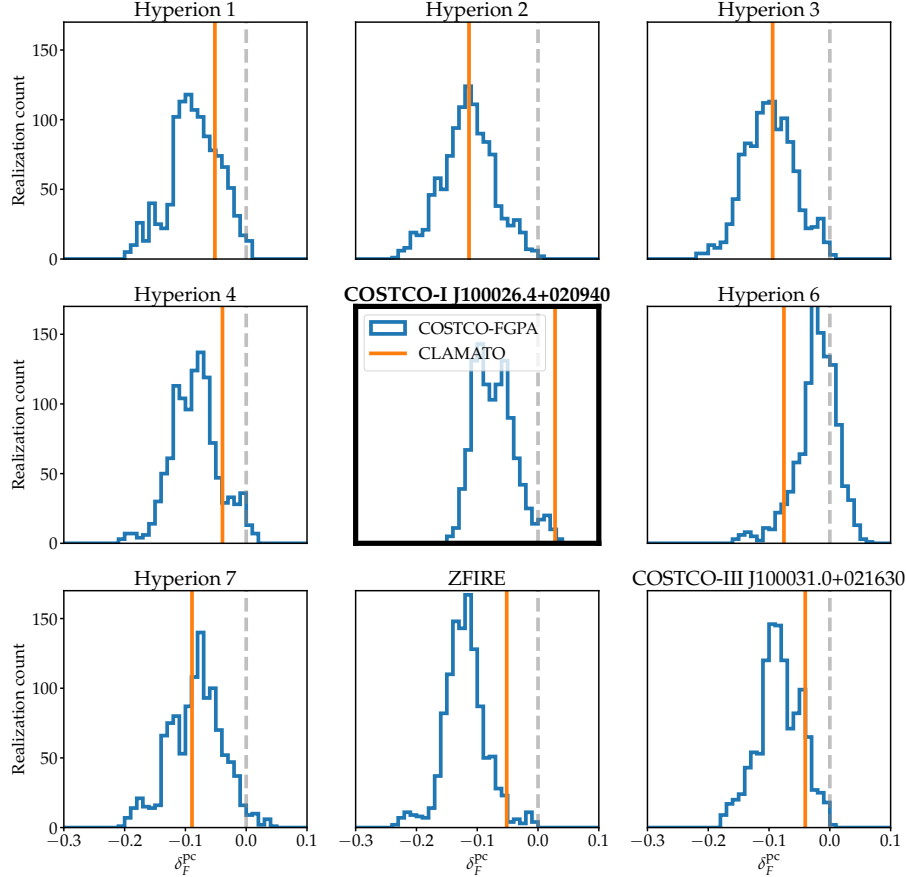 Hyperion 1
Hyperion 2
Hyperion 3
Realization count
150
100
50
0
Hyperion 4
COSTCO-I J100026.4+020940
Hyperion 6
Realization count
150
100
50
0
COSTCO-FGPA
CLAMATO
Hyperion 7
ZFIRE
COSTCO-III J100031.0+021630
Realization count
150
100
50
0
−0.3 −0.2 −0.1 0.0 0.1
−0.3 −0.2 −0.1 0.0 0.1
−0.3 −0.2 −0.1 0.0 0.1
δ_F^pc
δ_F^pc
δ_F^pc